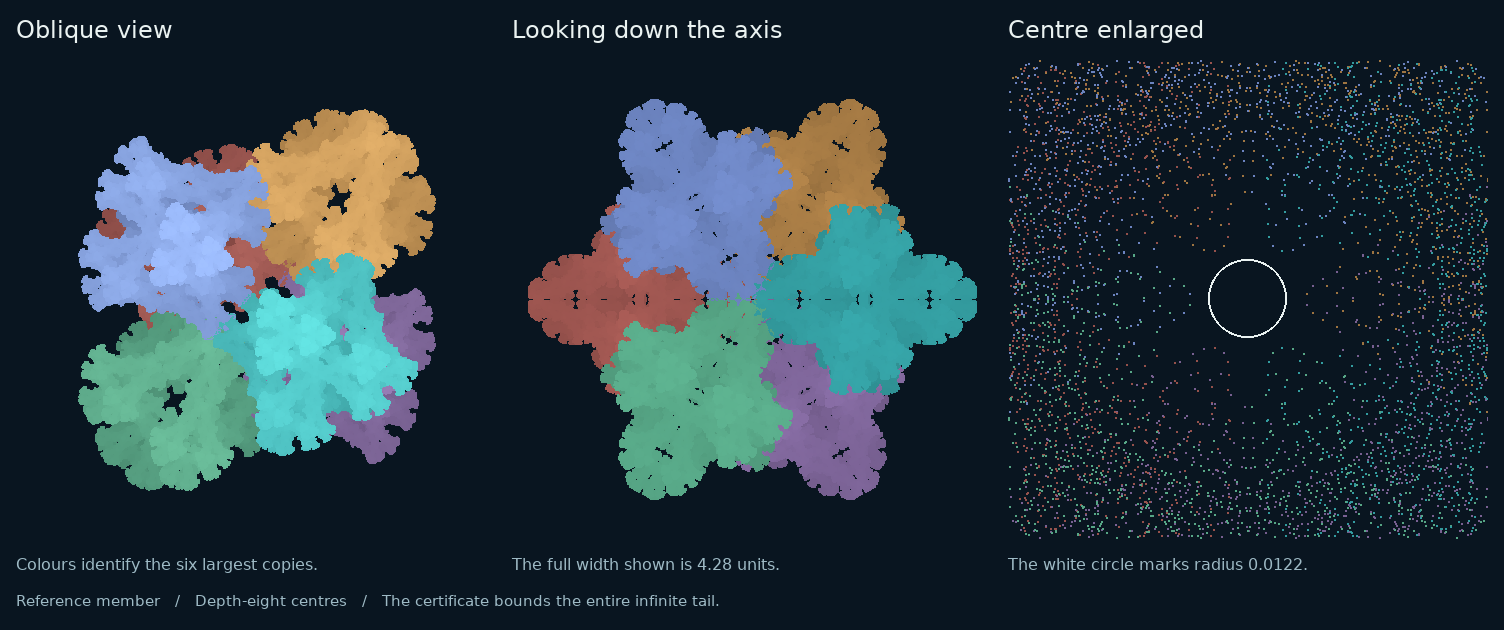 Oblique view
Looking down the axis
Centre enlarged
Colours identify the six largest copies.
The full width shown is 4.28 units.
The white circle marks radius 0.0122.
Reference member / Depth-eight centres / The certificate bounds the entire infinite tail.